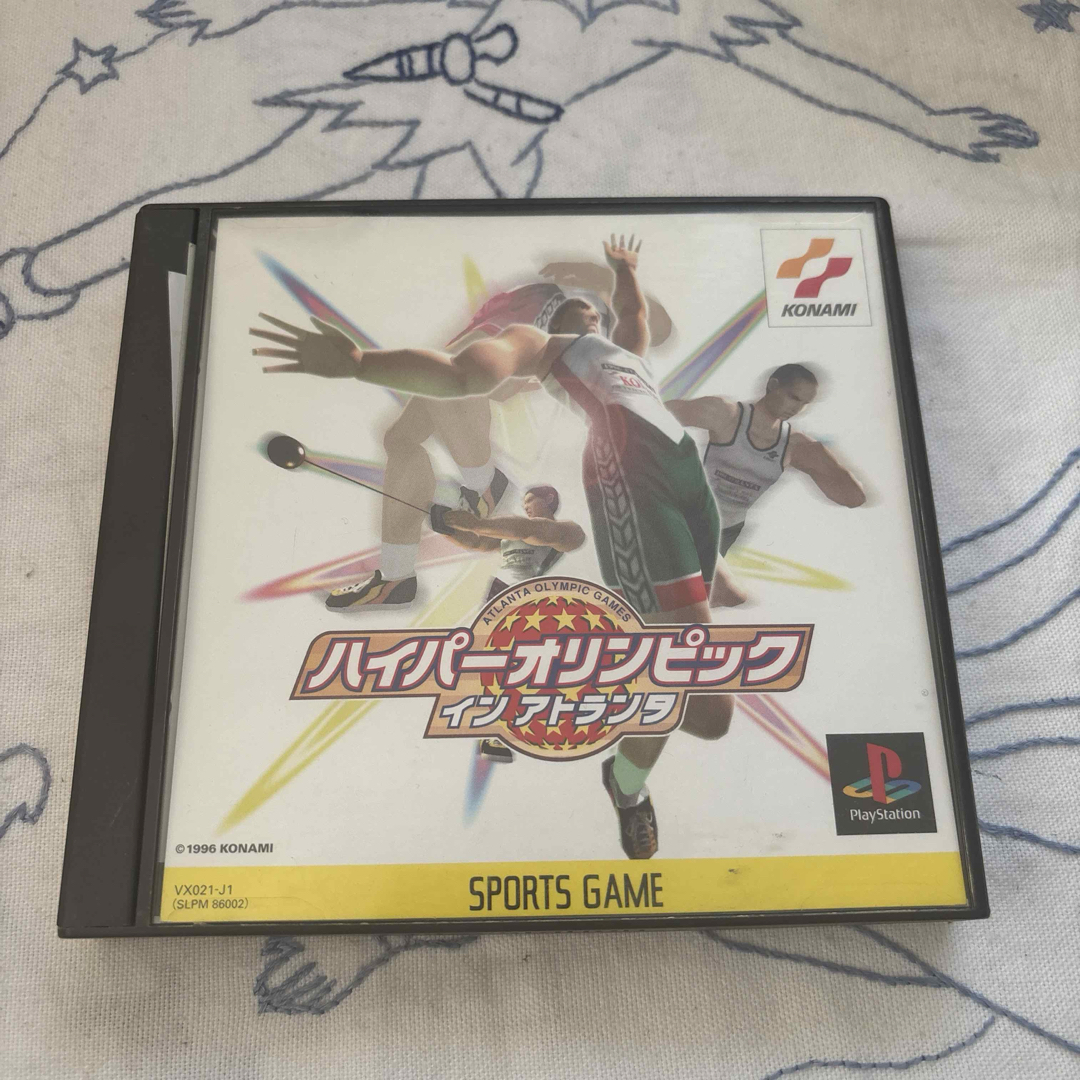 KONAMI
KO
ATLANTA OLYMPIC GAMES
ハイパーオリンピック
イン アトランタ
PlayStation
©1996 KONAMI
VX021-J1
(SLPM 86002)
SPORTS GAME